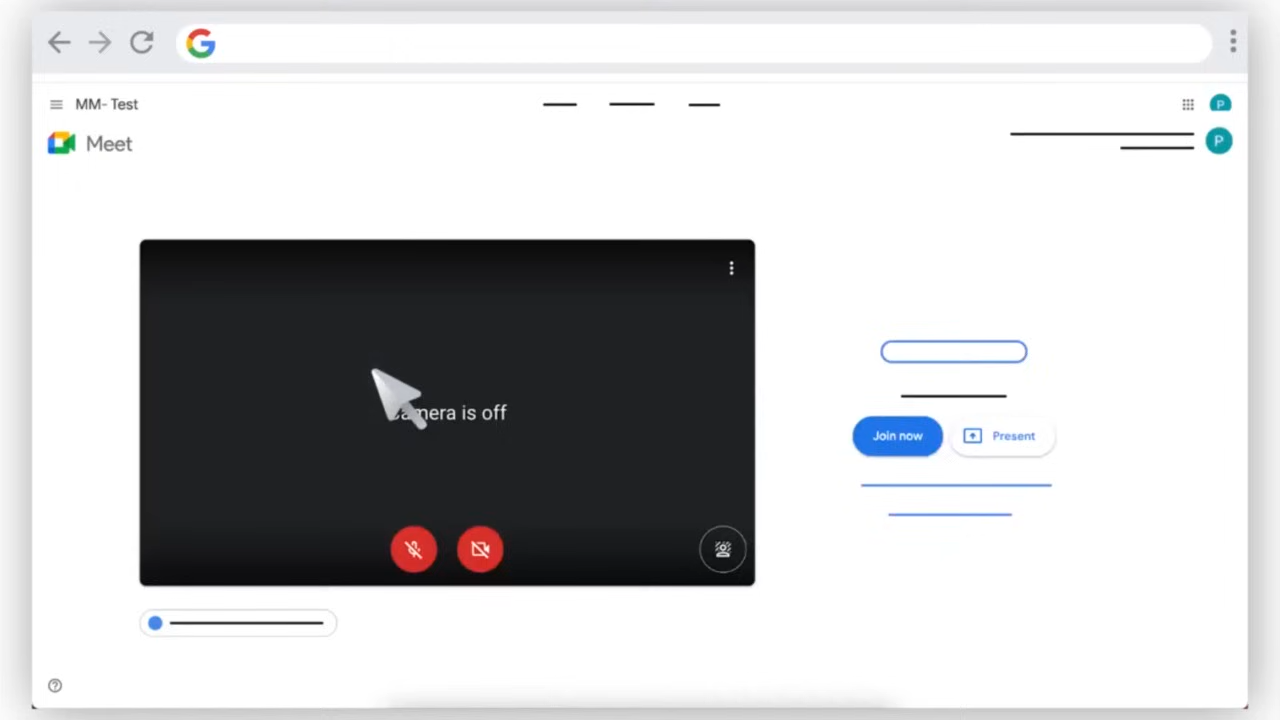 MM- Test
P
Meet
P
Camera is off
Join now
Present